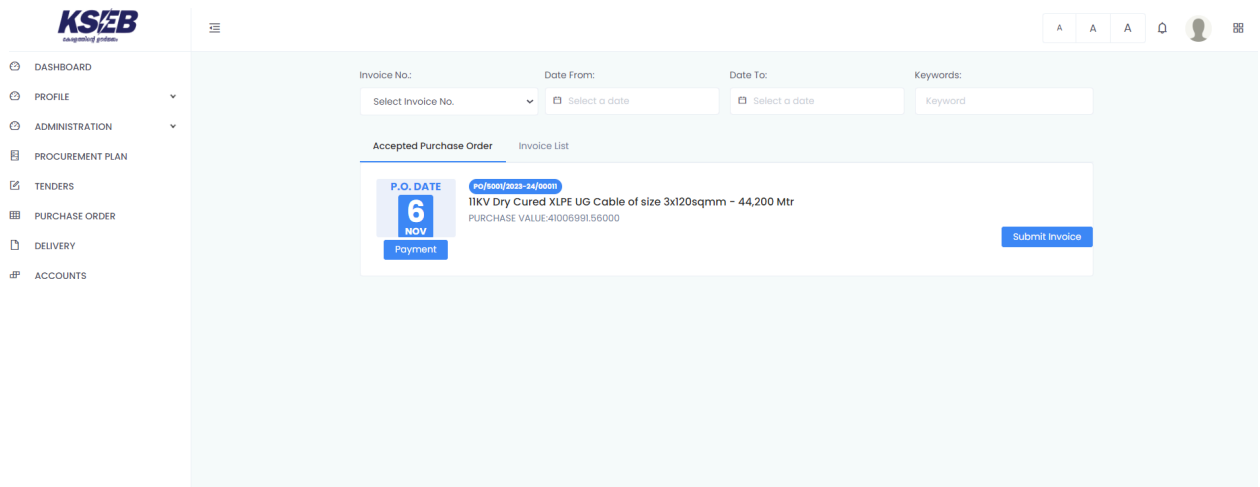 KSEB
കേരളത്തിന്റെ ഊർജ്ജം
A A A
DASHBOARD
PROFILE
ADMINISTRATION
PROCUREMENT PLAN
TENDERS
PURCHASE ORDER
DELIVERY
ACCOUNTS
Invoice No.: Date From: Date To: Keywords:
Select Invoice No. Select a date Select a date Keyword
Accepted Purchase Order Invoice List
P.O. DATE
6
NOV
Payment
PO/5001/2023-24/00011
11KV Dry Cured XLPE UG Cable of size 3x120sqmm - 44,200 Mtr
PURCHASE VALUE:41006991.56000
Submit Invoice